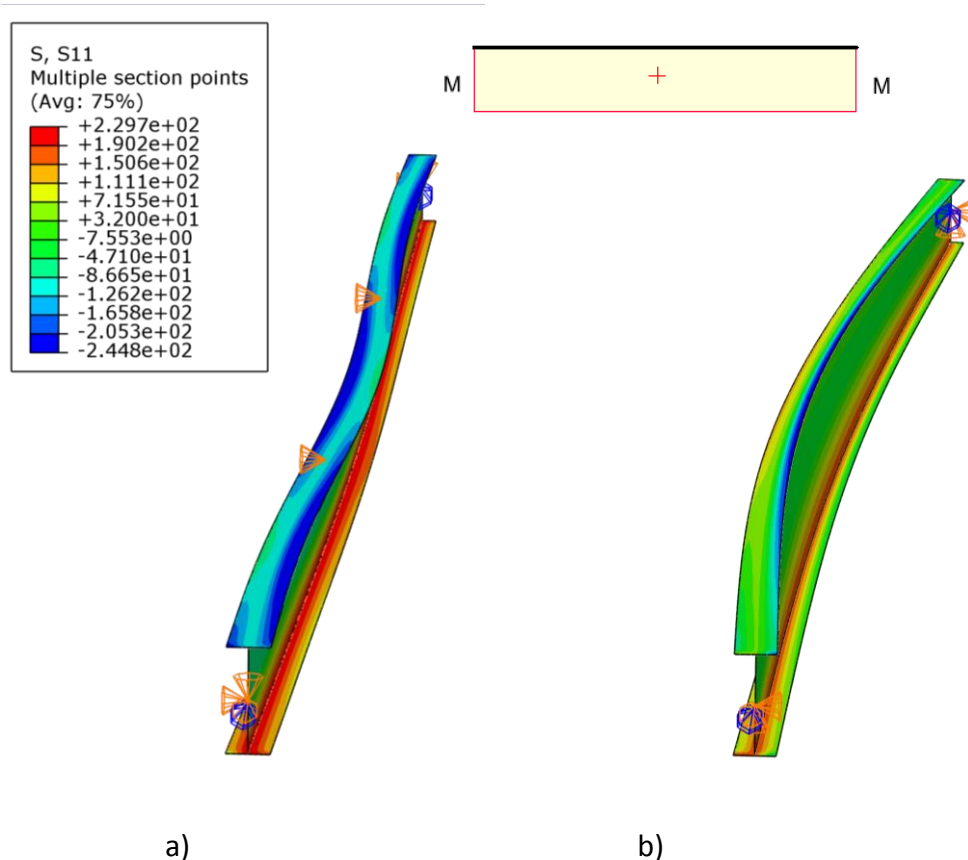 S, S11
Multiple section points
(Avg: 75%)
+2.297e+02
+1.902e+02
+1.506e+02
+1.111e+02
+7.155e+01
+3.200e+01
-7.553e+00
-4.710e+01
-8.665e+01
-1.262e+02
-1.658e+02
-2.053e+02
-2.448e+02
M M
a) b)